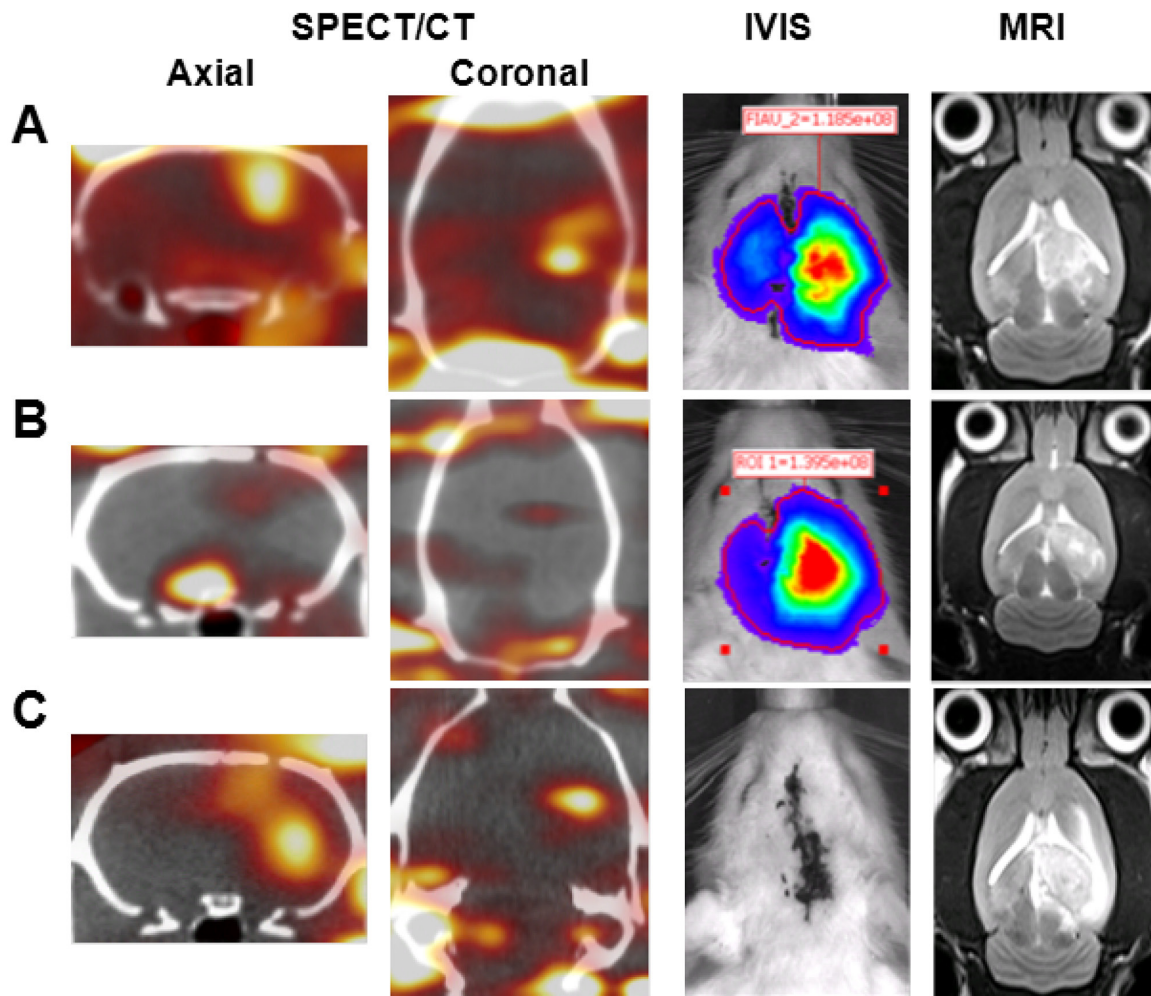 SPECT/CT IVIS MRI
Axial Coronal
A
FIAU_2=1.185e+08
B
ROI 1=1.395e+08
C